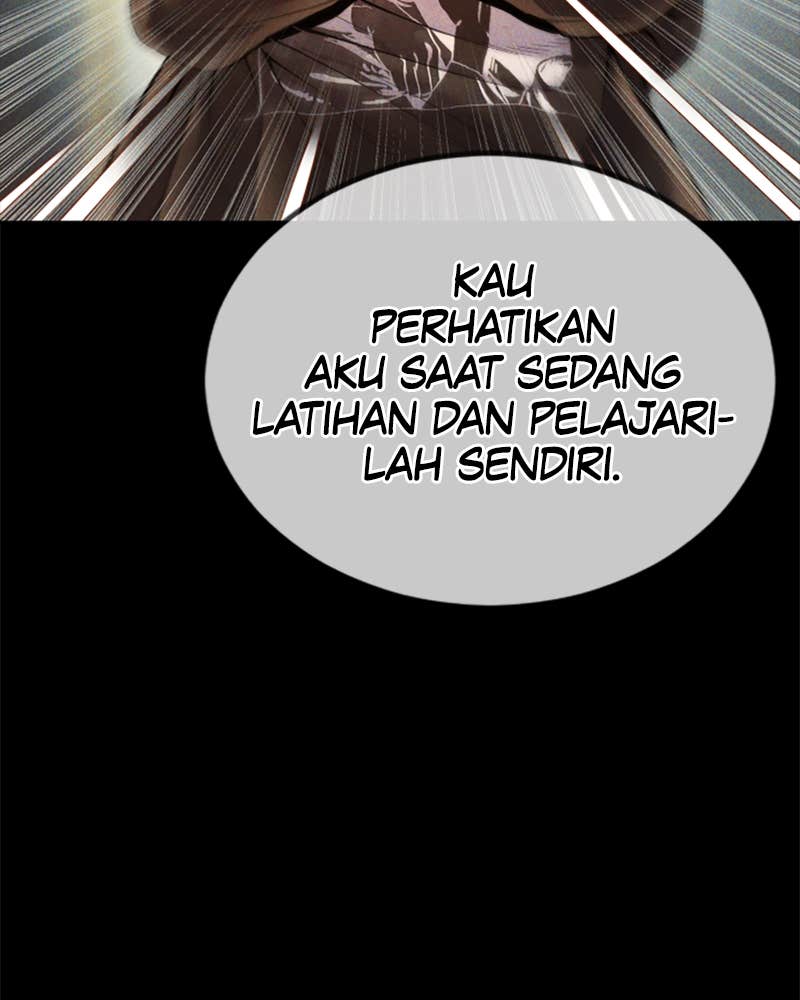 KAU
PERHATIKAN
AKU SAAT SEDANG
LATIHAN DAN PELAJARI-
LAH SENDIRI.